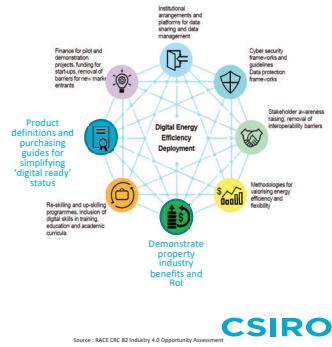 Institutional
arrangements and
platforms for data
sharing and data
management
Finance for pilot and
demonstration
projects, funding for
start-ups, removal of
barriers for new market
entrants
Cyber security
frameworks and
guidelines
Data protection
frameworks
Stakeholder awareness
raising, removal of
interoperability barriers
Product
definitions and
purchasing
guides for
simplifying
‘digital ready’
status
Digital Energy
Efficiency
Deployment
Re-skilling and up-skilling
programmes, inclusion of
digital skills in training,
education and academic
curricula
Methodologies for
valorising energy
efficiency and
flexibility
Demonstrate
property
industry
benefits and
RoI
CSIRO
Source : RACE CRC B2 Industry 4.0 Opportunity Assessment